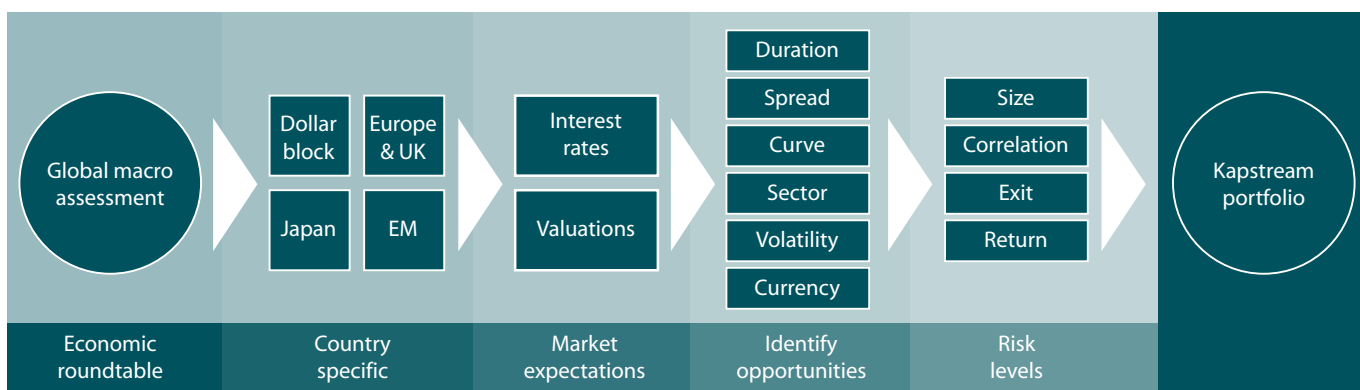 Global macro
assessment
Dollar
block
Europe
& UK
Japan
EM
Interest
rates
Valuations
Duration
Spread
Curve
Sector
Volatility
Currency
Size
Correlation
Exit
Return
Kapstream
portfolio
Economic
roundtable
Country
specific
Market
expectations
Identify
opportunities
Risk
levels